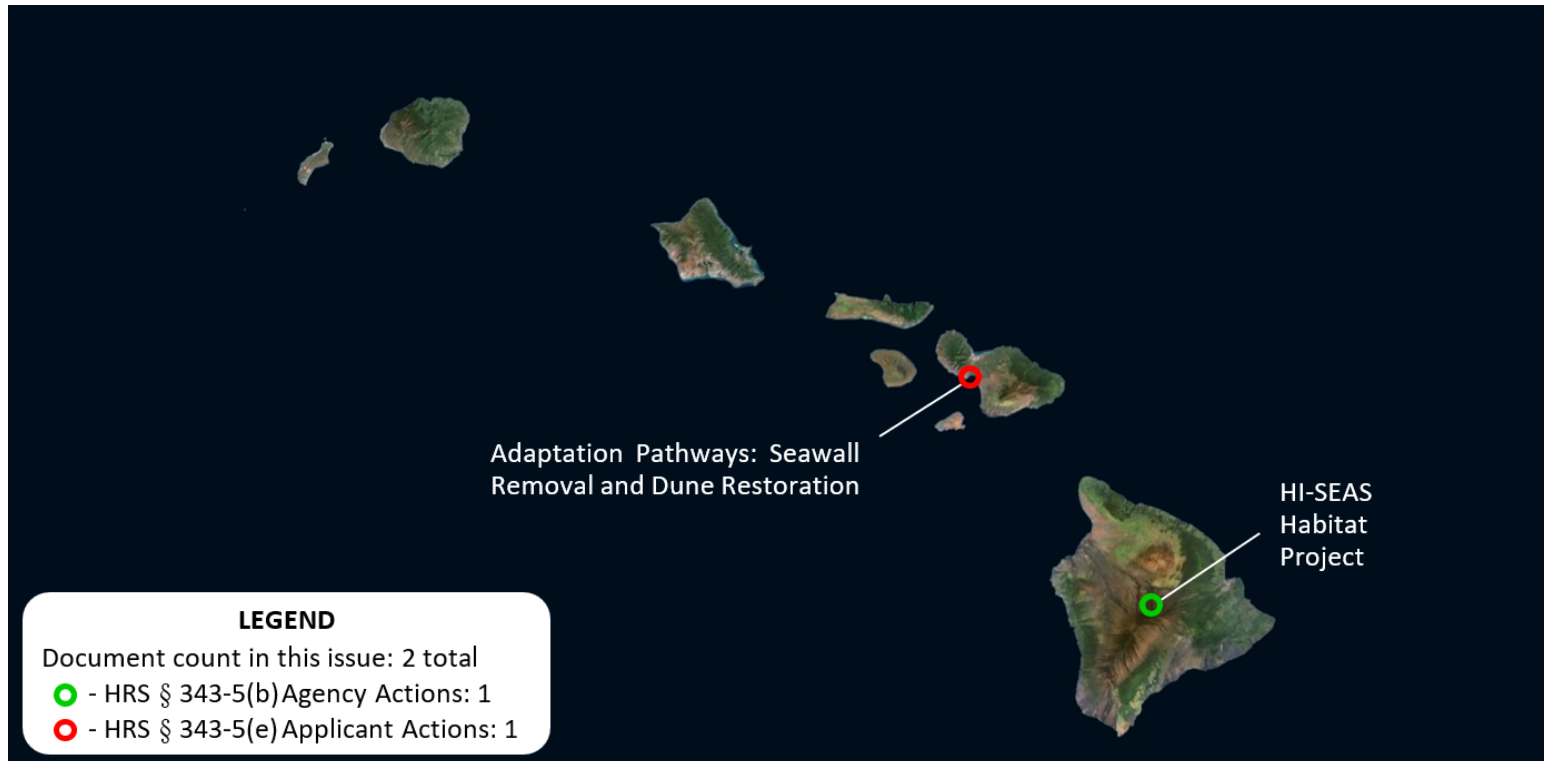 Adaptation Pathways: Seawall
Removal and Dune Restoration
HI-SEAS
Habitat
Project
LEGEND
Document count in this issue: 2 total
- HRS § 343-5(b) Agency Actions: 1
- HRS § 343-5(e) Applicant Actions: 1